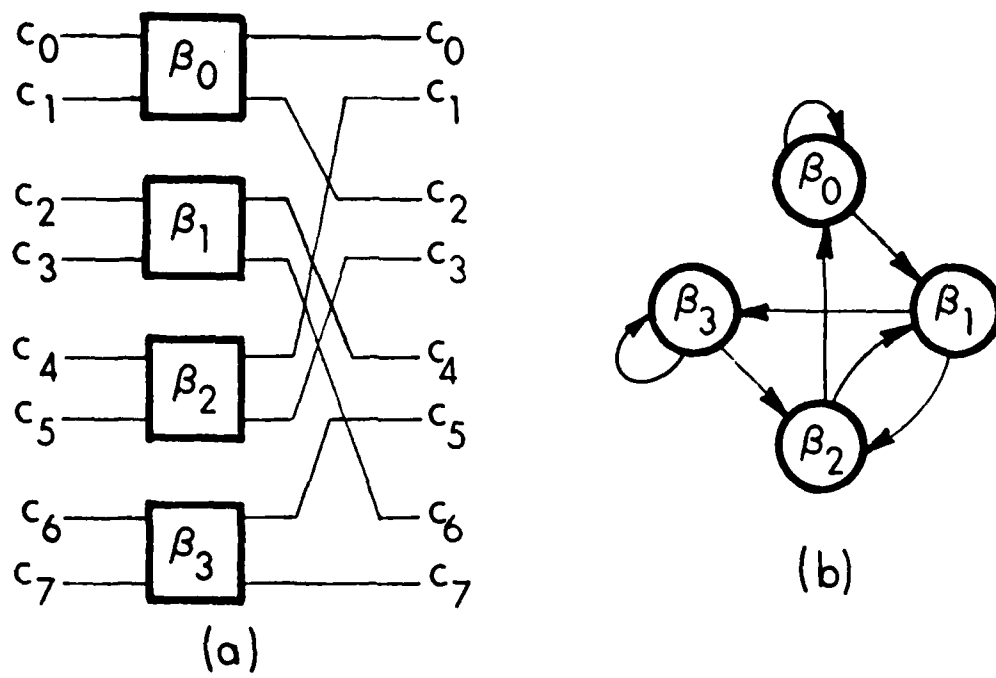 c₀ β₀ c₀
c₁ c₁
c₂ β₁ c₂
c₃ c₃
c₄ β₂ c₄
c₅ c₅
c₆ β₃ c₆
c₇ c₇
(a)
β₀
β₃ β₁
β₂
(b)